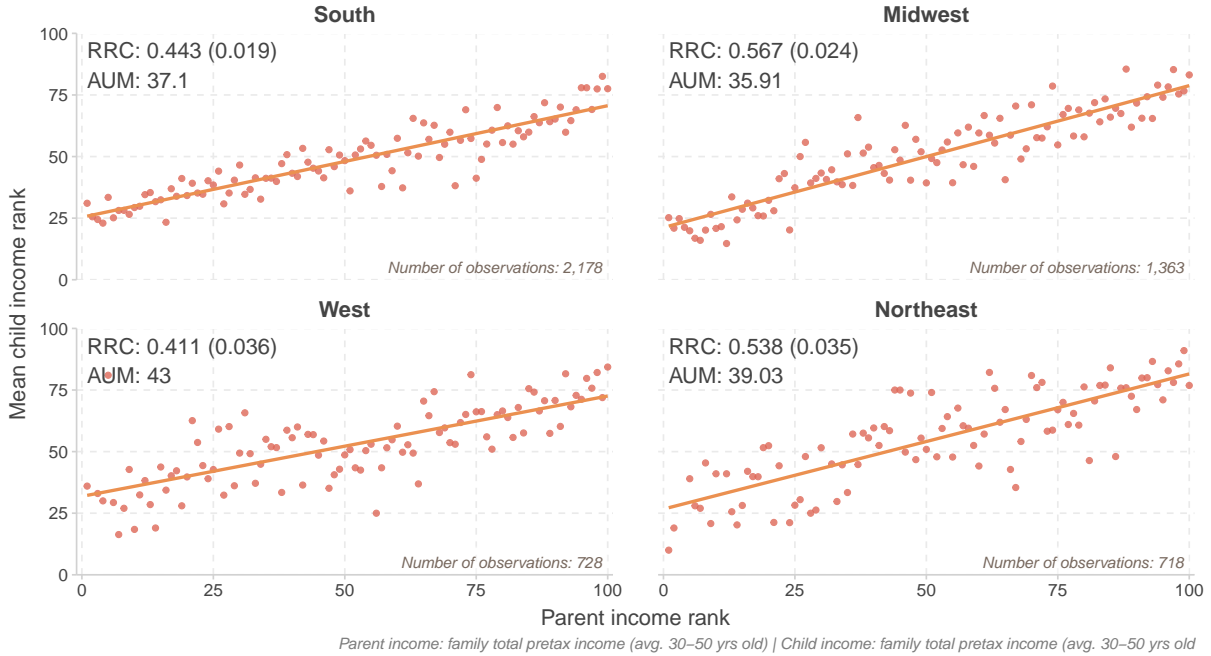 South
Midwest
Mean child income rank
100
75
50
25
0
RRC: 0.443 (0.019)
AUM: 37.1
Number of observations: 2,178
RRC: 0.567 (0.024)
AUM: 35.91
Number of observations: 1,363
West
Northeast
100
75
50
25
0
RRC: 0.411 (0.036)
AUM: 43
Number of observations: 728
RRC: 0.538 (0.035)
AUM: 39.03
Number of observations: 718
0 25 50 75 100
0 25 50 75 100
Parent income rank
Parent income: family total pretax income (avg. 30–50 yrs old) | Child income: family total pretax income (avg. 30–50 yrs old